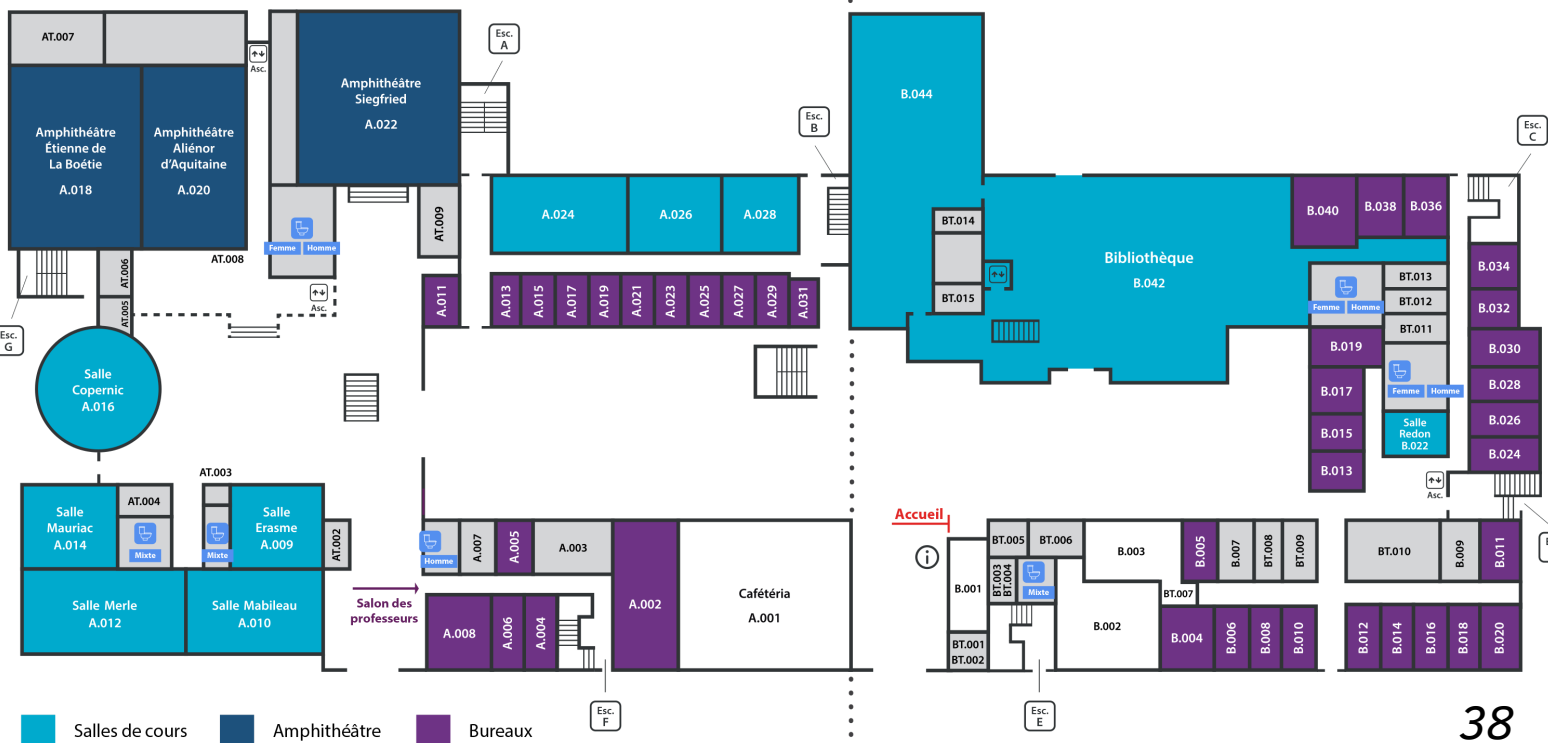 AT.007
Asc.
Esc.
A
Amphithéâtre
Siegfried
A.022
Amphithéâtre
Étienne de
La Boétie
A.018
Amphithéâtre
Aliénor
d'Aquitaine
A.020
AT.008
Femme
Homme
AT.009
AT.006
AT.005
Asc.
Esc.
G
A.024
A.026
A.028
Esc.
B
A.011
A.013
A.015
A.017
A.019
A.021
A.023
A.025
A.027
A.029
A.031
Salle
Copernic
A.016
AT.003
Salle
Mauriac
A.014
AT.004
Mixte
Mixte
Salle
Erasme
A.009
AT.002
Salle Merle
A.012
Salle Mabileau
A.010
Salon des
professeurs
Homme
A.007
A.005
A.003
A.002
Cafétéria
A.001
A.008
A.006
A.004
Esc.
F
B.044
BT.014
BT.015
Bibliothèque
B.042
B.040
B.038
B.036
Esc.
C
B.034
B.032
B.030
B.028
B.026
B.024
BT.013
BT.012
BT.011
Femme
Homme
B.019
B.017
B.015
B.013
Femme
Homme
Salle
Redon
B.022
Asc.
Accueil
i
B.001
BT.001
BT.002
BT.005
BT.006
BT.003
BT.004
Mixte
B.003
B.002
BT.007
B.005
B.007
BT.008
BT.009
B.004
B.006
B.008
B.010
Esc.
E
BT.010
B.009
B.011
B.012
B.014
B.016
B.018
B.020
Salles de cours
Amphithéâtre
Bureaux
38